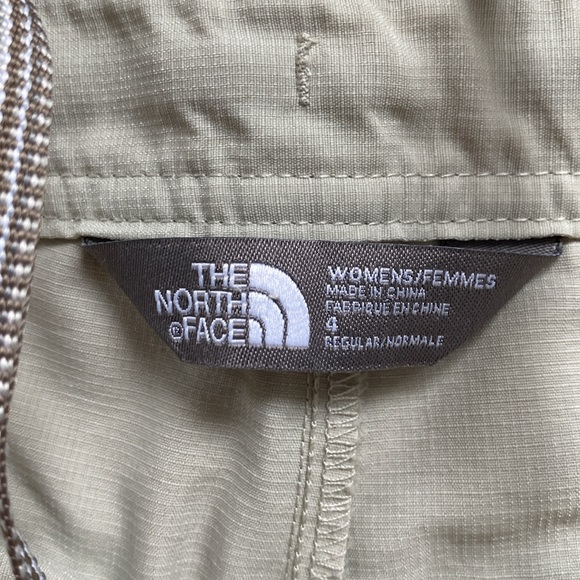 THE
NORTH
®FACE
WOMENS/FEMMES
MADE IN CHINA
FABRIQUE EN CHINE
4
REGULAR/NORMALE